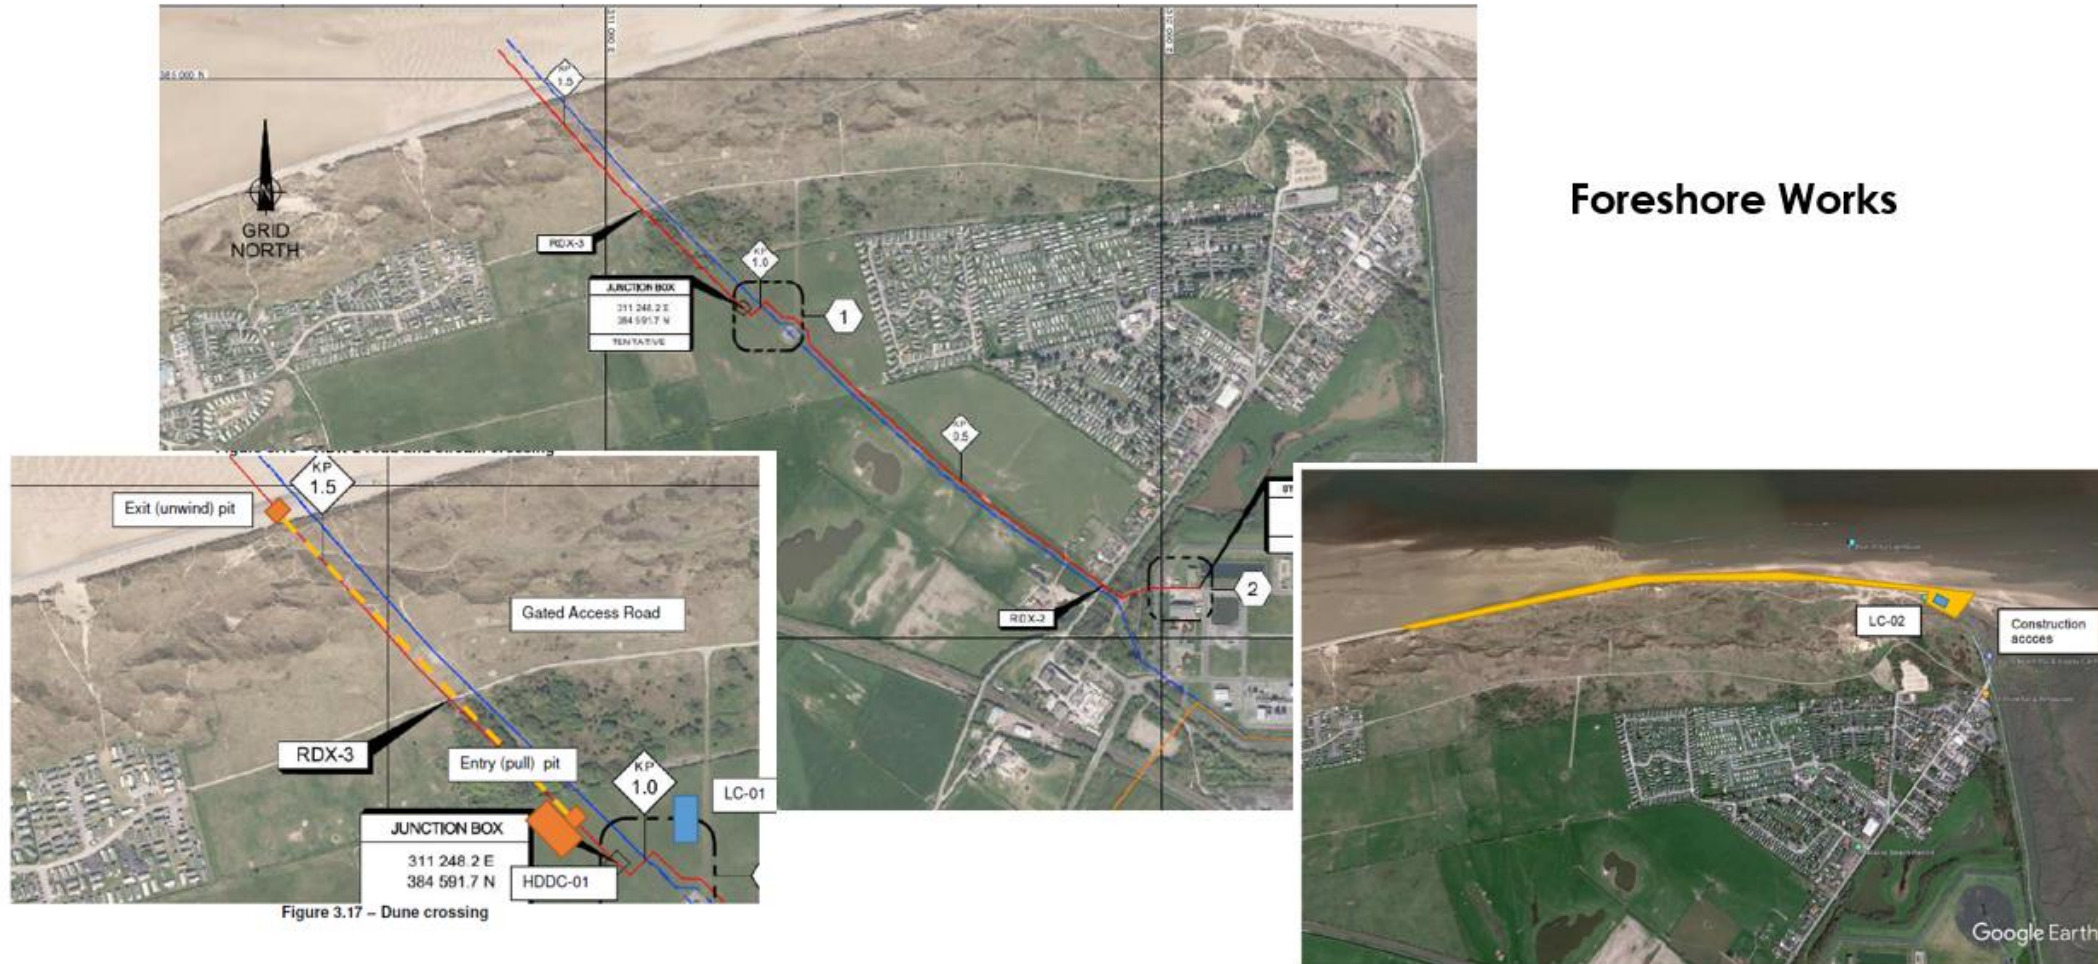 Foreshore Works
385 000 N
KP
1.5
GRID
NORTH
RDX-3
KP
1.0
JUNCTION BOX
311 248.2 E
384 591.7 N
TENTATIVE
1
KP
0.5
RDX-2
2
KP
1.5
Exit (unwind) pit
Gated Access Road
RDX-3
Entry (pull) pit
KP
1.0
LC-01
JUNCTION BOX
311 248.2 E
384 591.7 N
HDDC-01
Figure 3.17 – Dune crossing
LC-02
Construction
accces
Google Earth